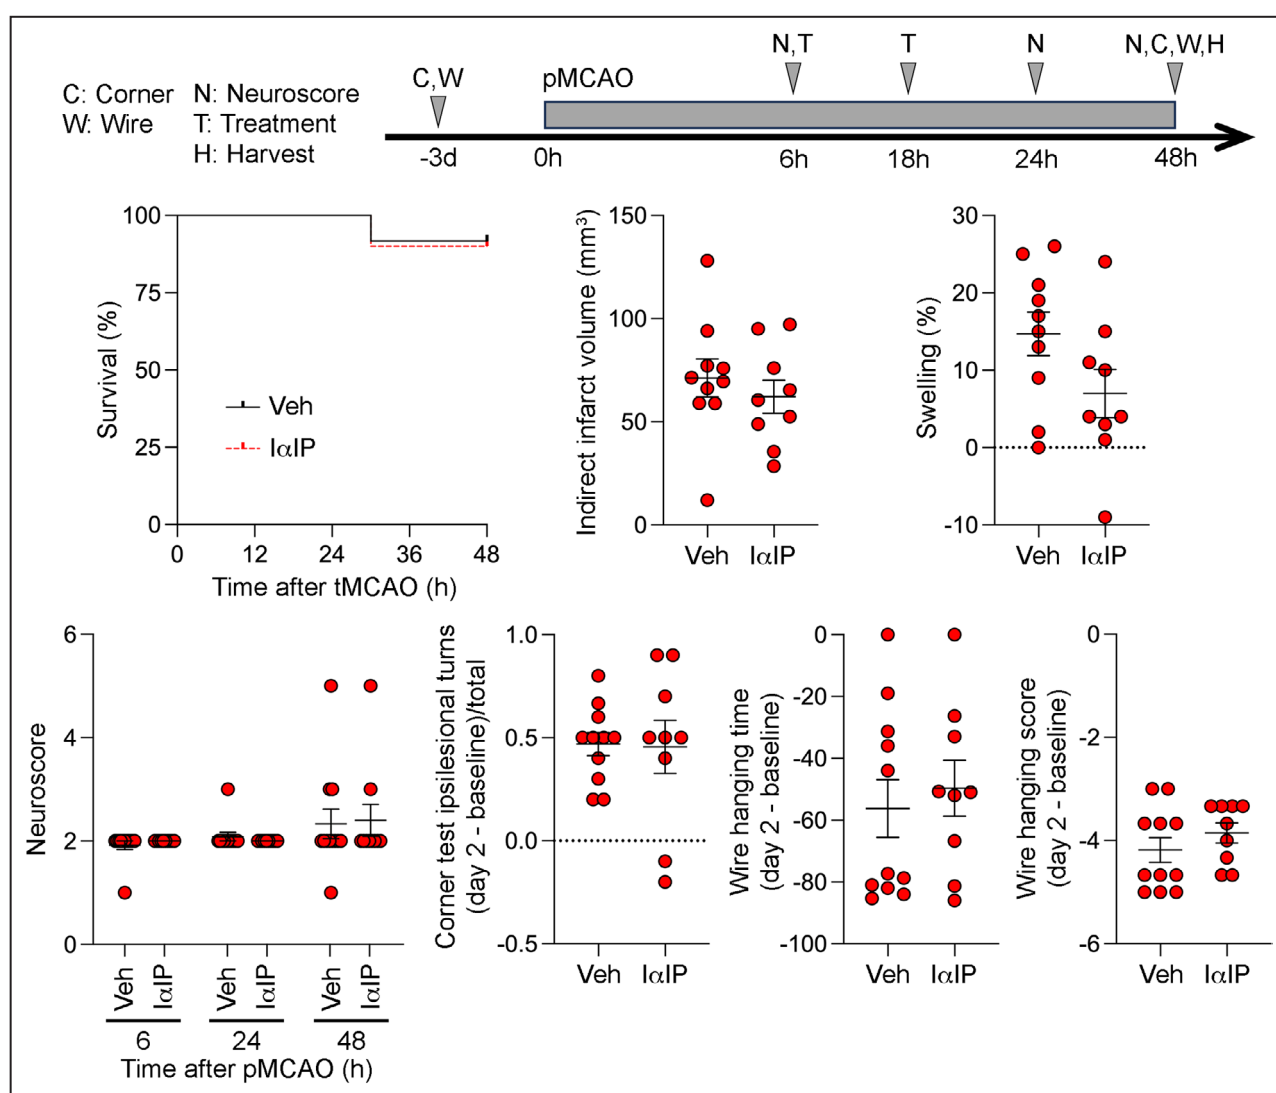 C: Corner N: Neuroscore
W: Wire T: Treatment
H: Harvest
C,W
pMCAO
N,T
T
N
N,C,W,H
-3d 0h 6h 18h 24h 48h
Survival (%)
100
75
50
25
0
Veh
IαIP
0 12 24 36 48
Time after tMCAO (h)
Indirect infarct volume (mm³)
150
100
50
0
Veh IαIP
Swelling (%)
30
20
10
0
-10
Veh IαIP
Neuroscore
6
4
2
0
Veh IαIP Veh IαIP Veh IαIP
6 24 48
Time after pMCAO (h)
Corner test ipsilesional turns
(day 2 - baseline)/total
1.0
0.5
0.0
-0.5
Veh IαIP
Wire hanging time
(day 2 - baseline)
-0
-20
-40
-60
-80
-100
Veh IαIP
Wire hanging score
(day 2 - baseline)
-0
-2
-4
-6
Veh IαIP